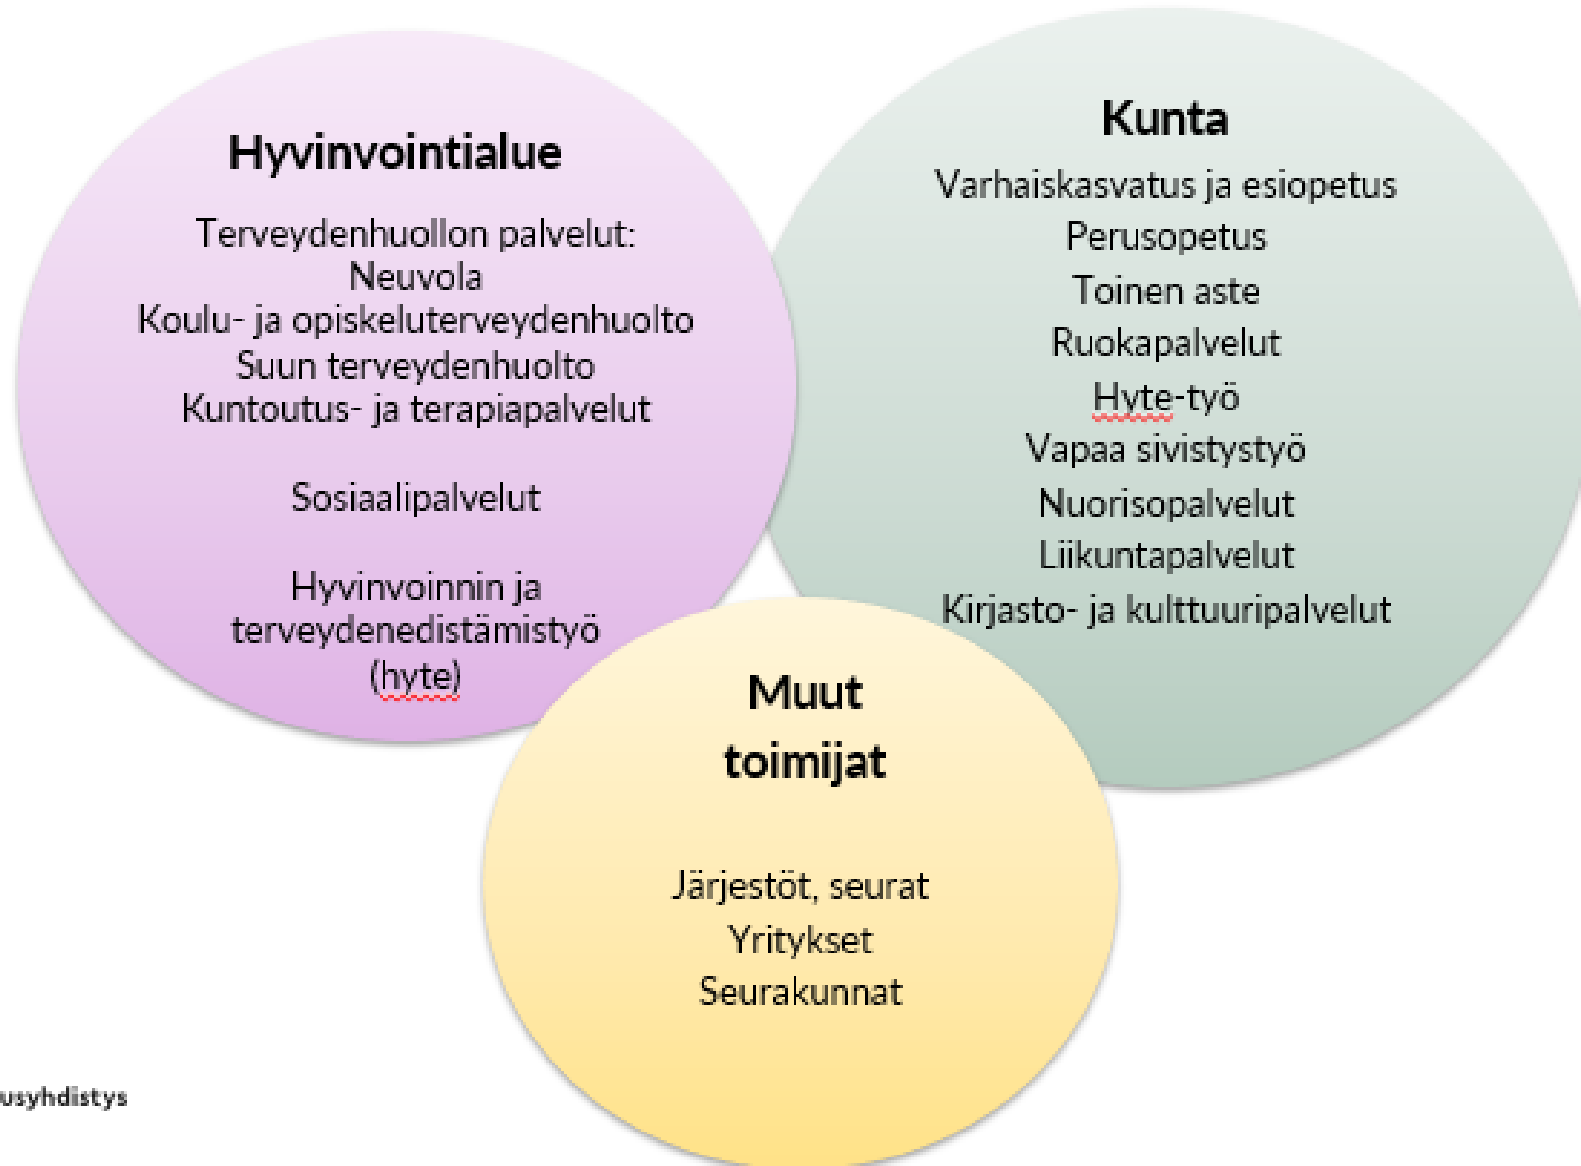 Hyvinvointialue
Terveydenhuollon palvelut:
Neuvola
Koulu- ja opiskeluterveydenhuolto
Suun terveydenhuolto
Kuntoutus- ja terapiapalvelut
Sosiaalipalvelut
Hyvinvoinnin ja
terveydenedistämistyö
(hyte)
Kunta
Varhaiskasvatus ja esiopetus
Perusopetus
Toinen aste
Ruokapalvelut
Hyte-työ
Vapaa sivistystyö
Nuorisopalvelut
Liikuntapalvelut
Kirjasto- ja kulttuuripalvelut
Muut
toimijat
Järjestöt, seurat
Yritykset
Seurakunnat
usyhdistys